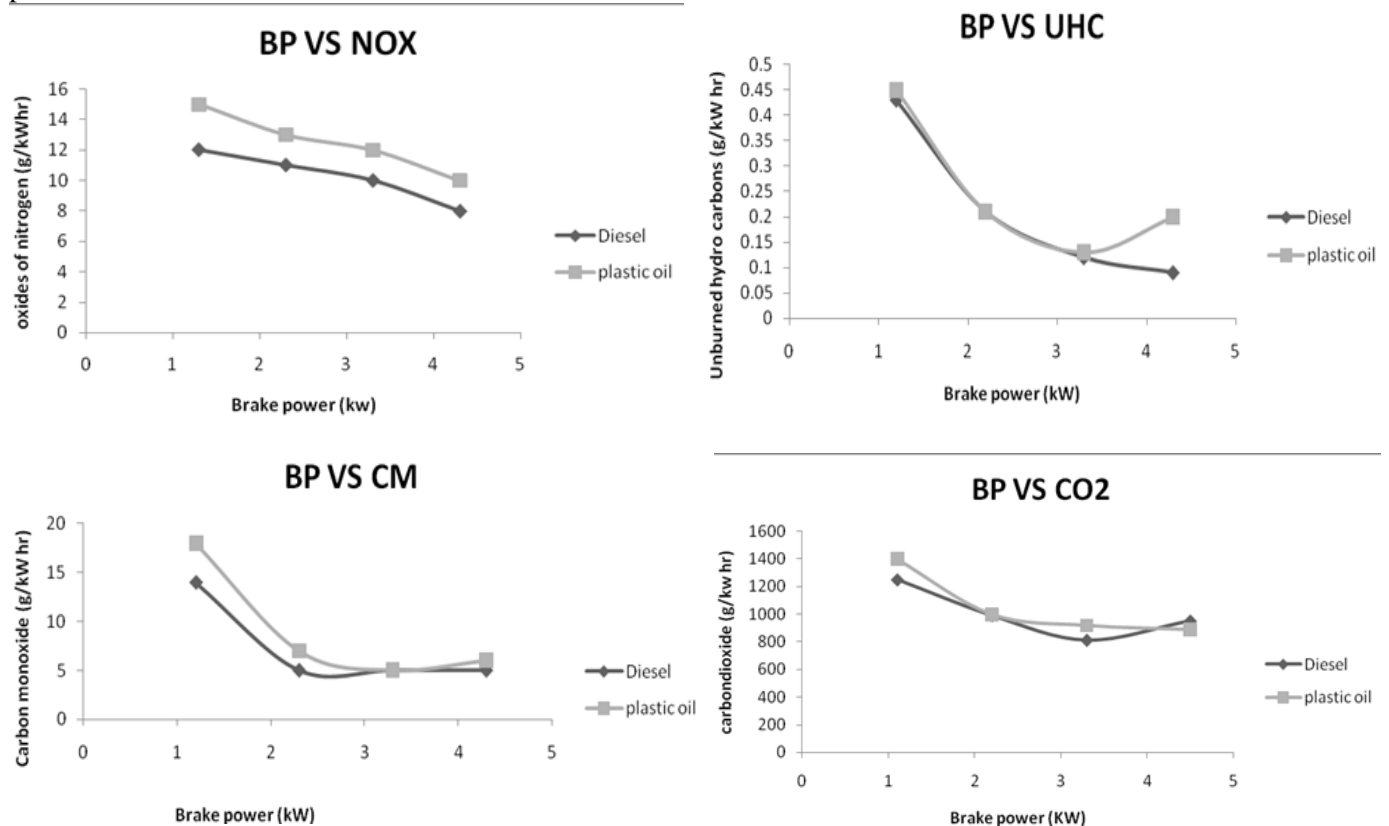 BP VS NOX
oxides of nitrogen (g/kWhr)
16
14
12
10
8
6
4
2
0
0 1 2 3 4 5
Brake power (kw)
Diesel
plastic oil
BP VS UHC
Unburned hydro carbons (g/kW hr)
0.5
0.45
0.4
0.35
0.3
0.25
0.2
0.15
0.1
0.05
0
0 1 2 3 4 5
Brake power (kW)
Diesel
plastic oil
BP VS CM
Carbon monoxide (g/kW hr)
20
15
10
5
0
0 1 2 3 4 5
Brake power (kW)
Diesel
plastic oil
BP VS CO2
carbondioxide (g/kw hr)
1600
1400
1200
1000
800
600
400
200
0
0 1 2 3 4 5
Brake power (KW)
Diesel
plastic oil